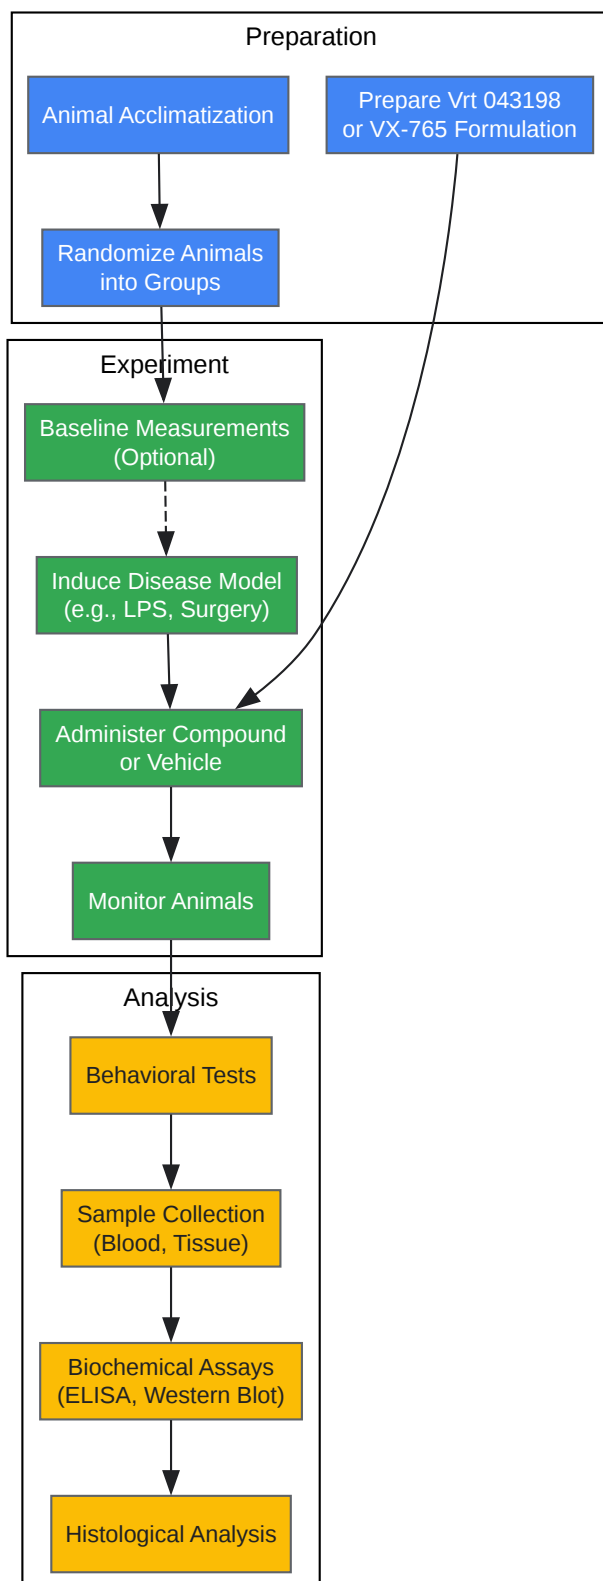 Preparation
Animal Acclimatization
Prepare Vrt 043198
or VX-765 Formulation
Randomize Animals
into Groups
Experiment
Baseline Measurements
(Optional)
Induce Disease Model
(e.g., LPS, Surgery)
Administer Compound
or Vehicle
Monitor Animals
Analysis
Behavioral Tests
Sample Collection
(Blood, Tissue)
Biochemical Assays
(ELISA, Western Blot)
Histological Analysis